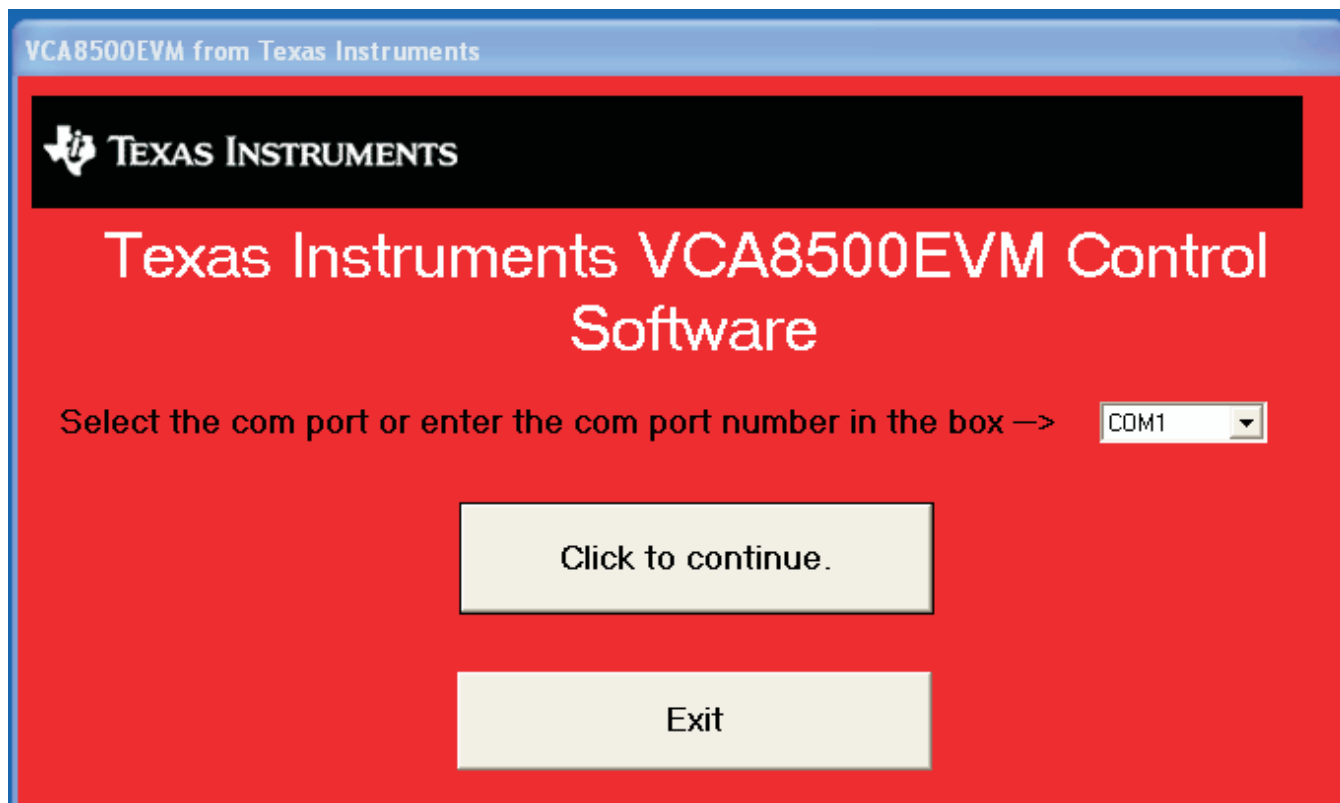 VCA8500EVM from Texas Instruments
TEXAS INSTRUMENTS
Texas Instruments VCA8500EVM Control
Software
Select the com port or enter the com port number in the box —> COM1
Click to continue.
Exit